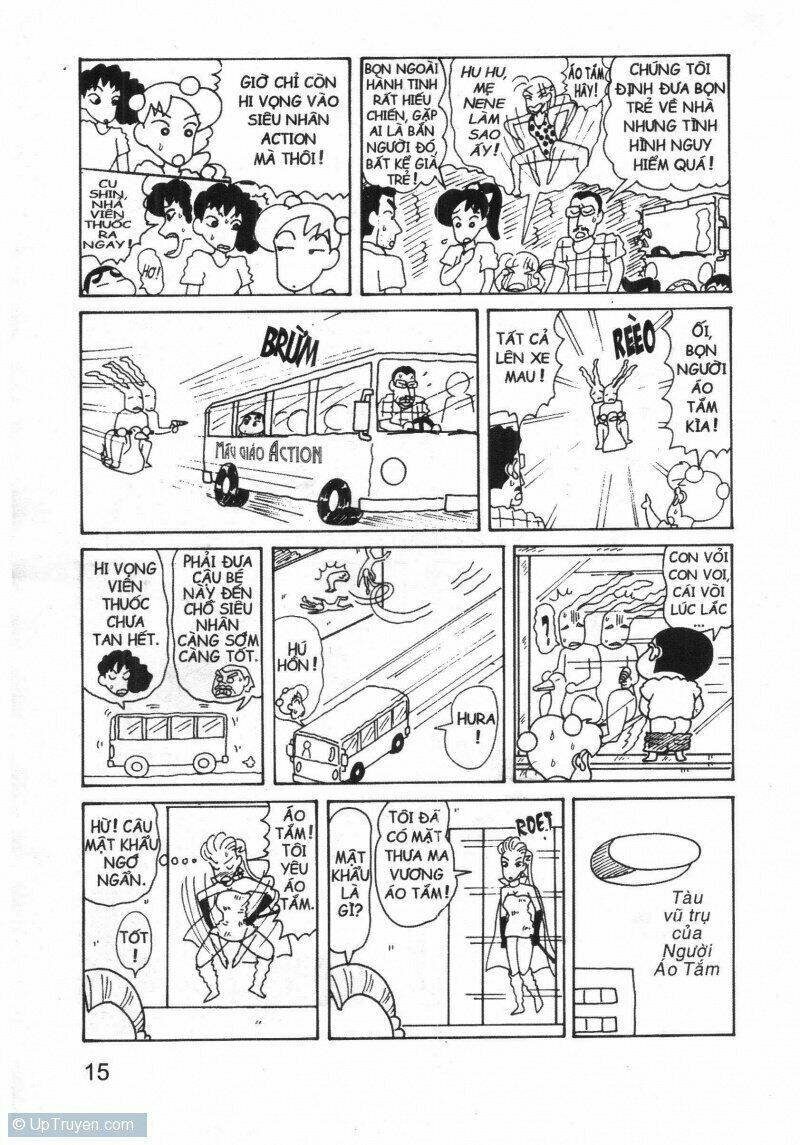 CHÚNG TÔI
ĐỊNH ĐƯA BỌN
TRẺ VỀ NHÀ
NHƯNG TÌNH
HÌNH NGUY
HIỂM QUÁ!
ÁO TẮM
HÂY!
HU HU,
MẸ
NENE
LÀM
SAO
ẤY!
BỌN NGOÀI
HÀNH TINH
RẤT HIẾU
CHIẾN, GẶP
AI LÀ BẮN
NGƯỜI ĐÓ,
BẤT KỂ GIÀ
TRẺ!
GIỜ CHỈ CÒN
HI VỌNG VÀO
SIÊU NHÂN
ACTION
MÀ THÔI!
CU
SHIN,
NHẢ
VIÊN
THUỐC
RA
NGAY!
HƠ!
ỐI,
BỌN
NGƯỜI
ÁO
TẮM
KÌA!
RÈÈO
TẤT CẢ
LÊN XE
MAU!
BRỪM
MẪU GIÁO ACTION
CON VỎI
CON VOI,
CÁI VÒI
LÚC LẮC
...
!
HÚ
HỒN!
HURA
!
PHẢI ĐƯA
CẬU BÉ
NÀY ĐẾN
CHỖ SIÊU
NHÂN
CÀNG SỚM
CÀNG TỐT.
HI VỌNG
VIÊN
THUỐC
CHƯA
TAN HẾT.
Tàu
vũ trụ
của
Người
Áo Tắm
ROẸT
TÔI ĐÃ
CÓ MẶT
THƯA MA
VƯƠNG
ÁO TẮM!
MẬT
KHẨU
LÀ
GÌ?
ÁO
TẮM!
TÔI
YÊU
ÁO
TẮM.
HỪ! CÂU
MẬT KHẨU
NGỚ
NGẨN.
TỐT
!
15
© UpTruyen.com